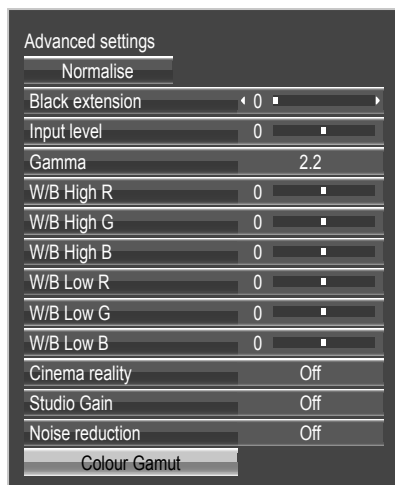 Advanced settings
Normalise
Black extension 0
Input level 0
Gamma 2.2
W/B High R 0
W/B High G 0
W/B High B 0
W/B Low R 0
W/B Low G 0
W/B Low B 0
Cinema reality Off
Studio Gain Off
Noise reduction Off
Colour Gamut